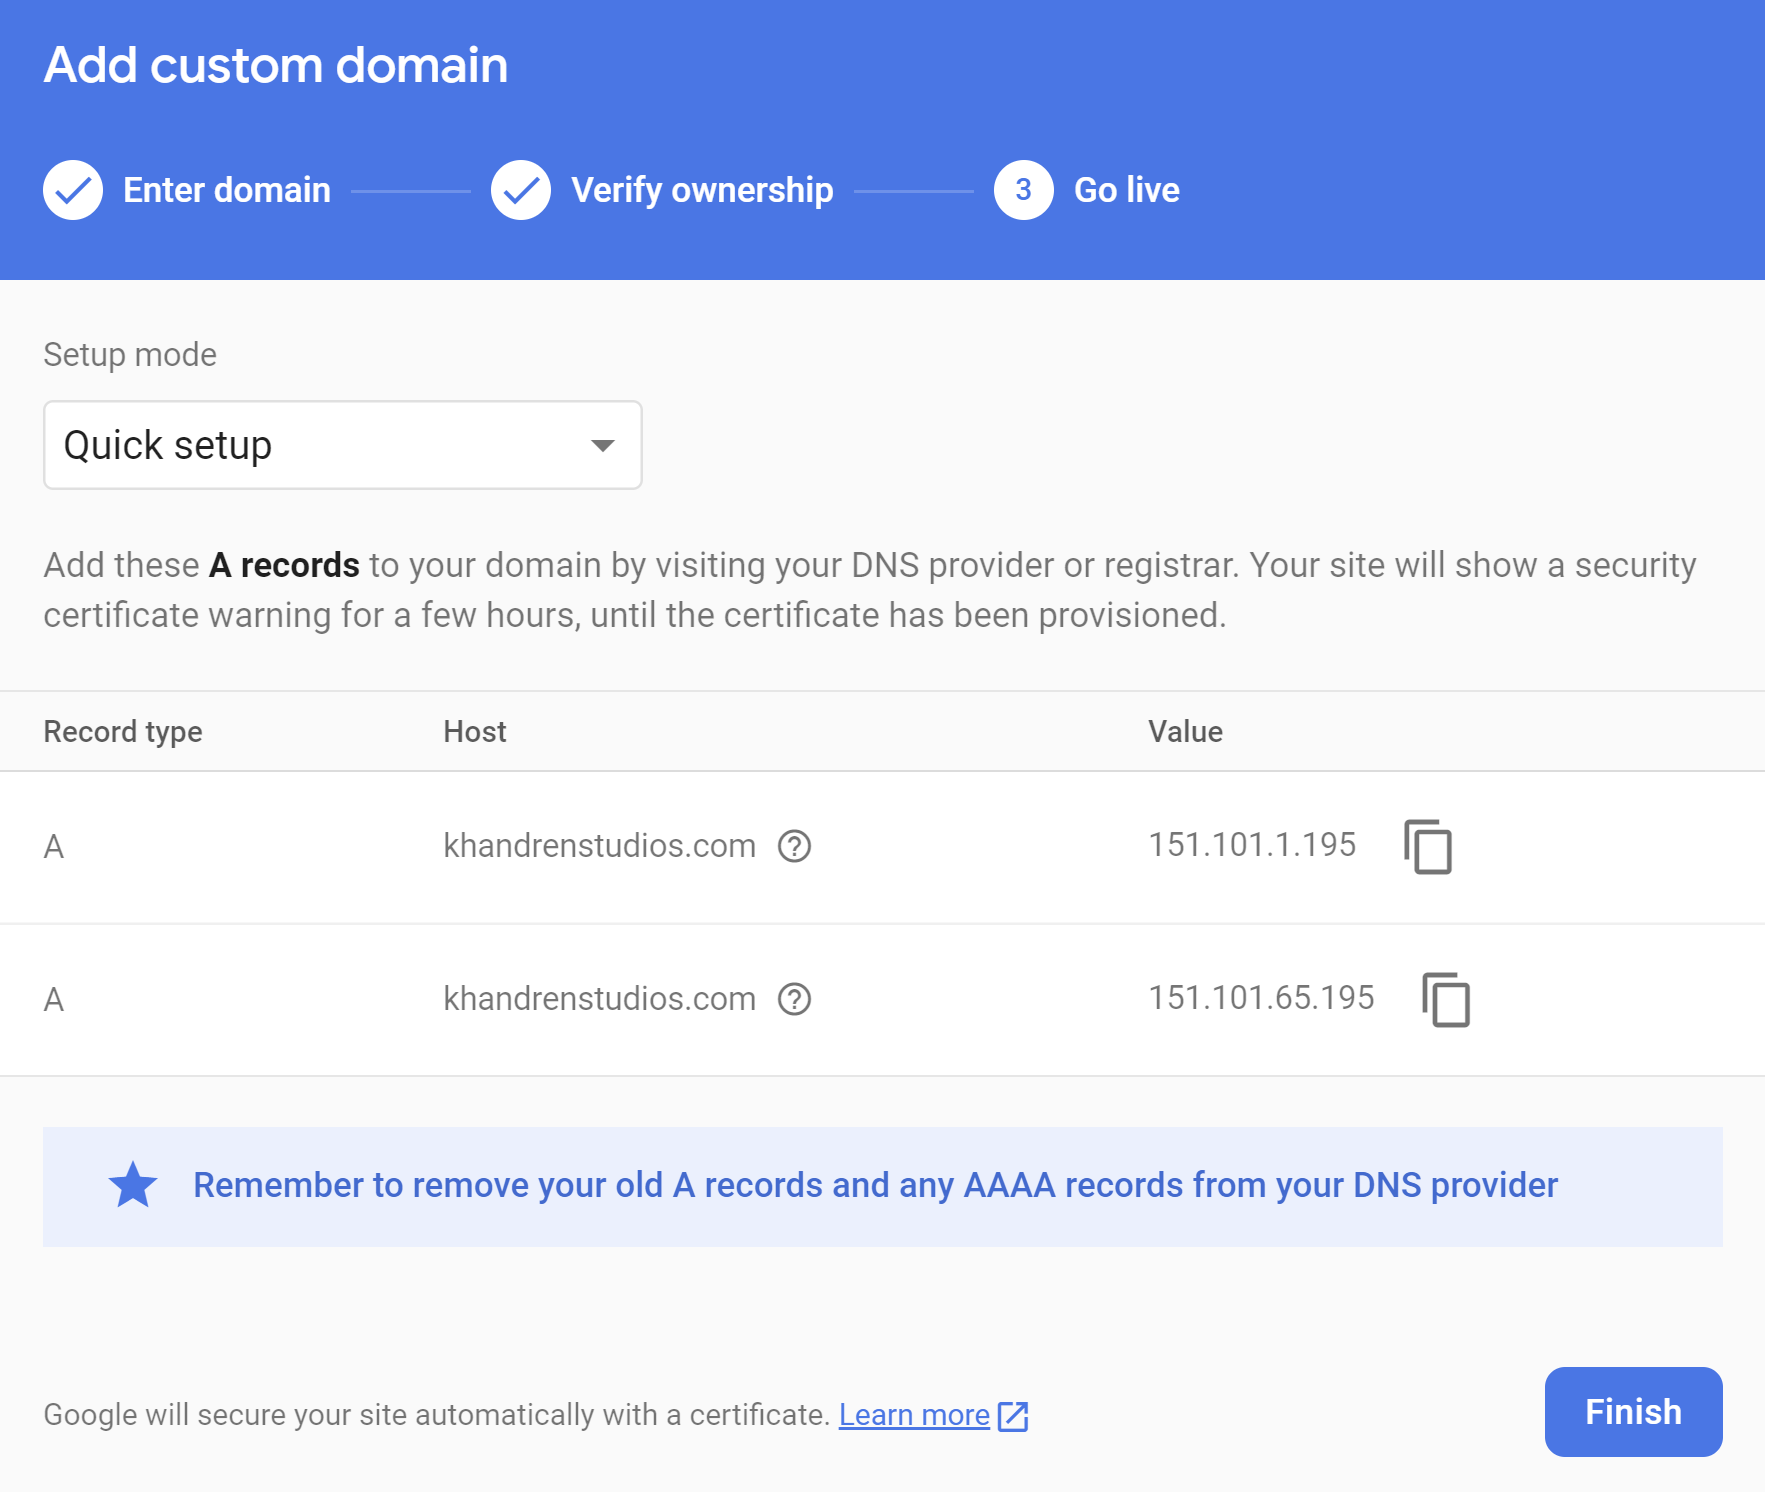 Add custom domain
Enter domain
Verify ownership
3 Go live
Setup mode
Quick setup
Add these A records to your domain by visiting your DNS provider or registrar. Your site will show a security
certificate warning for a few hours, until the certificate has been provisioned.
Record type Host Value
A khandrenstudios.com ? 151.101.1.195
A khandrenstudios.com ? 151.101.65.195
Remember to remove your old A records and any AAAA records from your DNS provider
Google will secure your site automatically with a certificate. Learn more
Finish